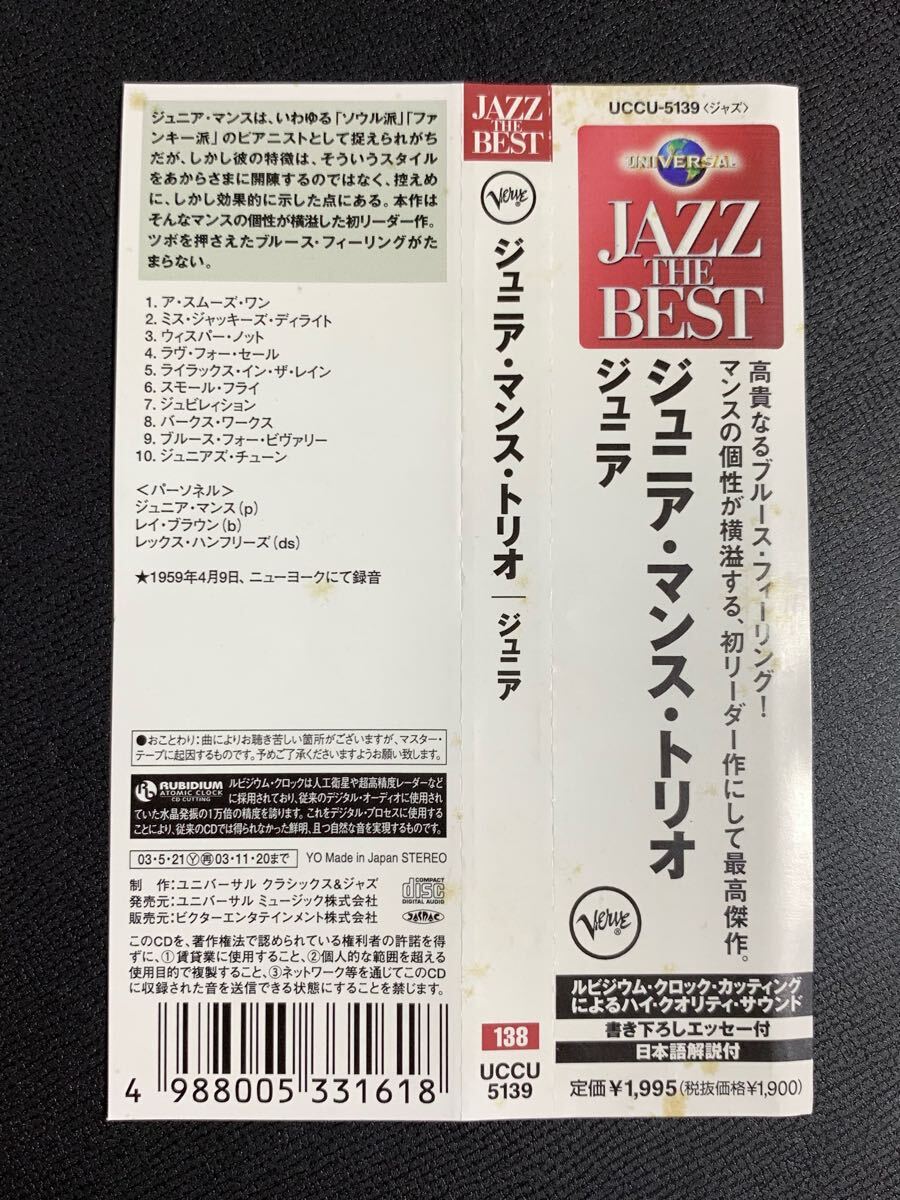 ジュニア・マンスは、いわゆる「ソウル派」「ファ
ンキー派」のピアニストとして捉えられがち
だが、しかし彼の特徴は、そういうスタイル
をあからさまに開陳するのではなく、控えめ
に、しかし効果的に示した点にある。本作は
そんなマンスの個性が横溢した初リーダー作。
ツボを押さえたブルース・フィーリングがた
まらない。
1. ア・スムーズ・ワン
2. ミス・ジャッキーズ・ディライト
3. ウィスパー・ノット
4. ラヴ・フォー・セール
5. ライラックス・イン・ザ・レイン
6. スモール・フライ
7. ジュビレィション
8. バークス・ワークス
9. ブルース・フォー・ビヴァリー
10. ジュニアズ・チューン
＜パーソネル＞
ジュニア・マンス(p)
レイ・ブラウン(b)
レックス・ハンフリーズ(ds)
★1959年4月9日、ニューヨークにて録音
●おことわり：曲によりお聴き苦しい箇所がございますが、マスター・
テープに起因するものです。予めご了承くださいますようお願い致します。
RUBIDIUM
ATOMIC CLOCK
CD CUTTING
ルビジウム・クロックは人工衛星や超高精度レーダーなど
に採用されており、従来のデジタル・オーディオに使用され
ていた水晶発振の1万倍の精度を誇ります。これをデジタル・プロセスに使用する
ことにより、従来のCDでは得られなかった鮮明、且つ自然な音を実現するものです。
03・5・21Ⓨ㊢03・11・20まで YO Made in Japan STEREO
制 作：ユニバーサル クラシックス&ジャズ
発売元：ユニバーサル ミュージック株式会社
販売元：ビクターエンタテインメント株式会社
COMPACT
disc
DIGITAL AUDIO
JASRAC
このCDを、著作権法で認められている権利者の許諾を得
ずに、①賃貸業に使用すること、②個人的な範囲を超える
使用目的で複製すること、③ネットワーク等を通じてこのCD
に収録された音を送信できる状態にすることを禁じます。
4 988005 331618
JAZZ
THE
BEST
Verve
ジュニア・マンス・トリオ｜ジュニア
138
UCCU
5139
UCCU-5139〈ジャズ〉
UNIVERSAL
JAZZ
THE
BEST
高貴なるブルース・フィーリング！
マンスの個性が横溢する、初リーダー作にして最高傑作。
ジュニア・マンス・トリオ
ジュニア
Verve
ルビジウム・クロック・カッティング
によるハイ・クオリティ・サウンド
書き下ろしエッセー付
日本語解説付
定価¥1,995(税抜価格¥1,900)